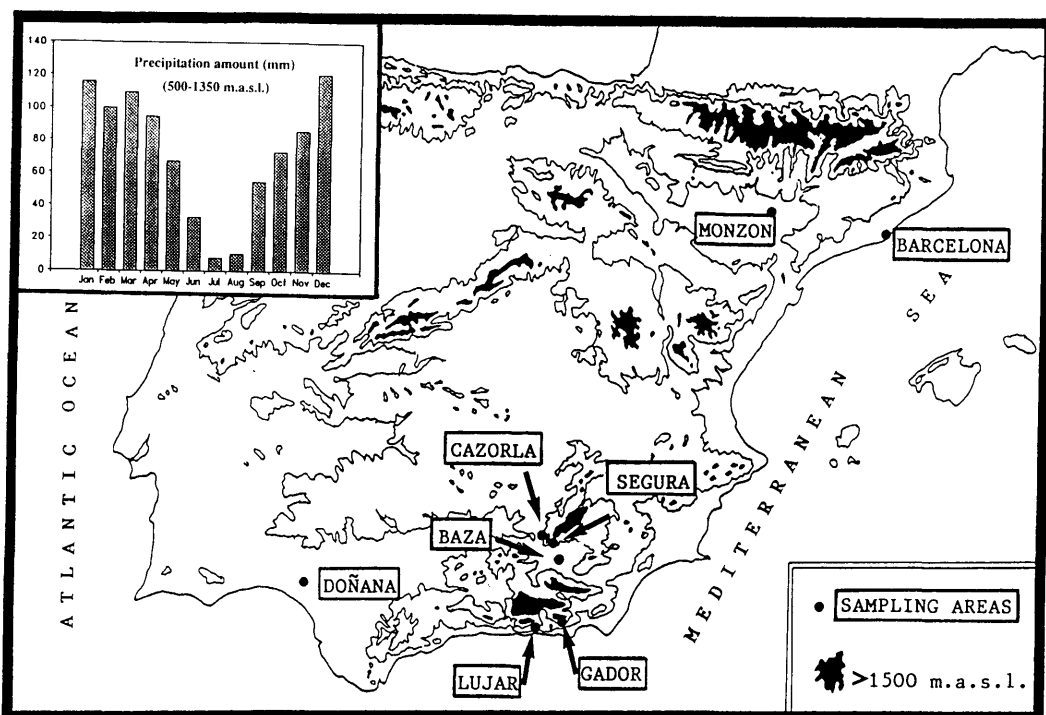 140
120
100
80
60
40
20
0
Precipitation amount (mm)
(500-1350 m.a.s.l.)
Jan Feb Mar Apr May Jun Jul Aug Sep Oct Nov Dec
ATLANTIC OCEAN
MONZON
BARCELONA
MEDITERRANEAN SEA
CAZORLA
SEGURA
BAZA
DOÑANA
LUJAR
GADOR
SAMPLING AREAS
>1500 m.a.s.l.